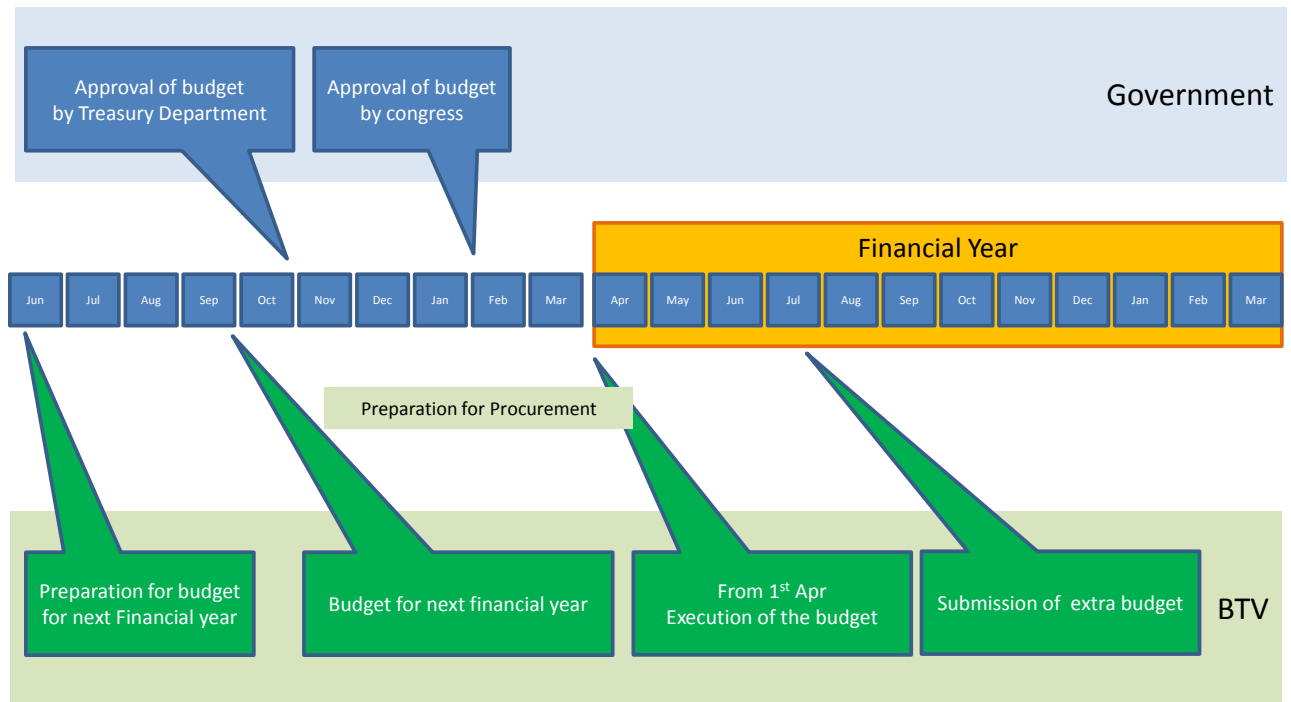 Approval of budget
by Treasury Department
Approval of budget
by congress
Government
Financial Year
Jun Jul Aug Sep Oct Nov Dec Jan Feb Mar Apr May Jun Jul Aug Sep Oct Nov Dec Jan Feb Mar
Preparation for Procurement
Preparation for budget
for next Financial year
Budget for next financial year
From 1st Apr
Execution of the budget
Submission of  extra budget
BTV